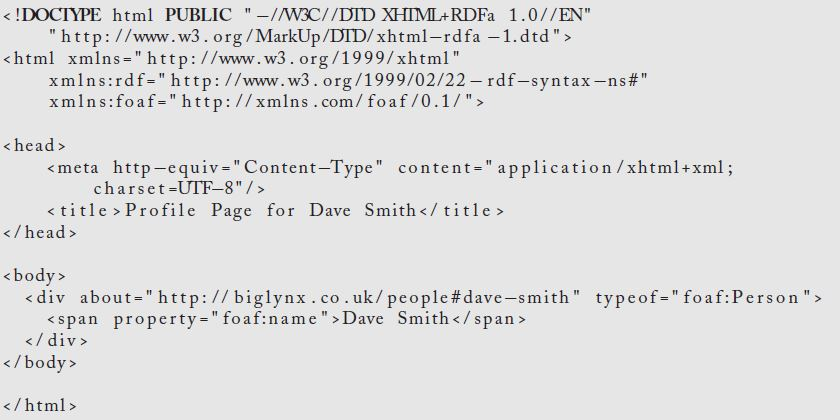 <!DOCTYPE html PUBLIC "-//W3C//DTD XHTML+RDFa 1.0//EN"
"http://www.w3.org/MarkUp/DTD/xhtml-rdfa-1.dtd">
<html xmlns="http://www.w3.org/1999/xhtml"
xmlns:rdf="http://www.w3.org/1999/02/22-rdf-syntax-ns#"
xmlns:foaf="http://xmlns.com/foaf/0.1/">
<head>
<meta http-equiv="Content-Type" content="application/xhtml+xml;
charset=UTF-8"/>
<title>Profile Page for Dave Smith</title>
</head>
<body>
<div about="http://biglynx.co.uk/people#dave-smith" typeof="foaf:Person">
<span property="foaf:name">Dave Smith</span>
</div>
</body>
</html>